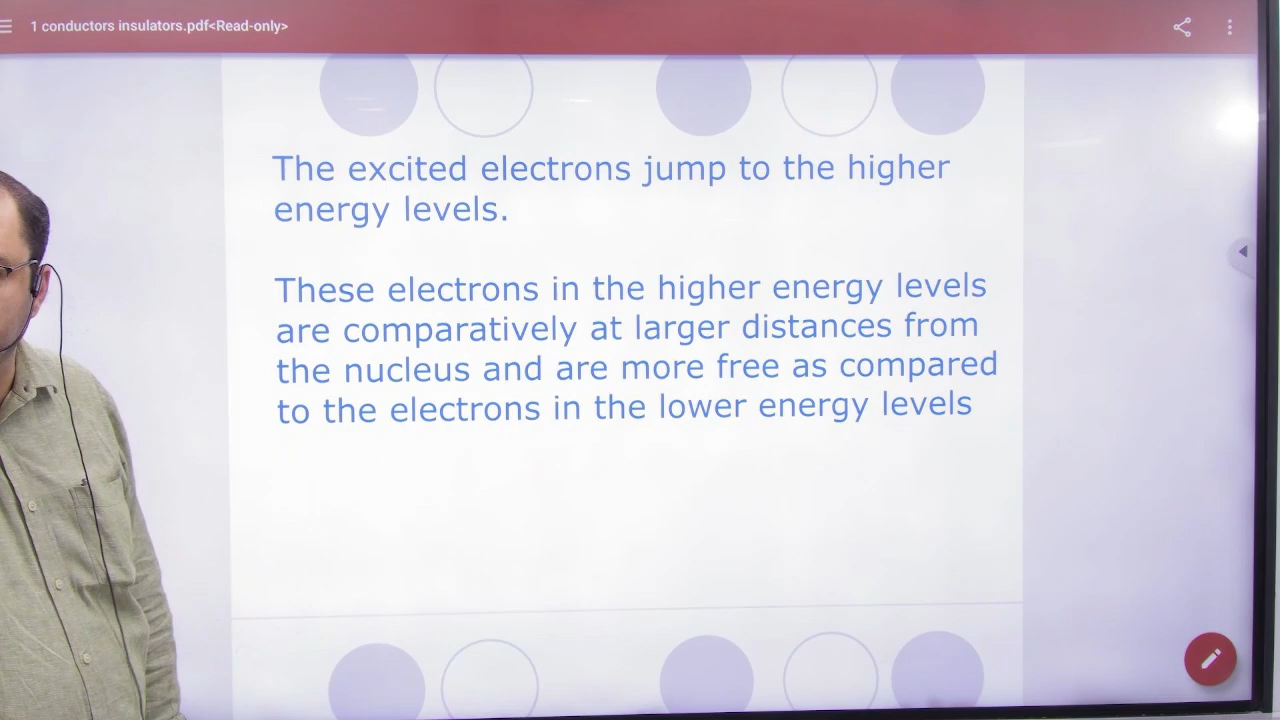 1 conductors insulators.pdf<Read-only>
The excited electrons jump to the higher
energy levels.
These electrons in the higher energy levels
are comparatively at larger distances from
the nucleus and are more free as compared
to the electrons in the lower energy levels